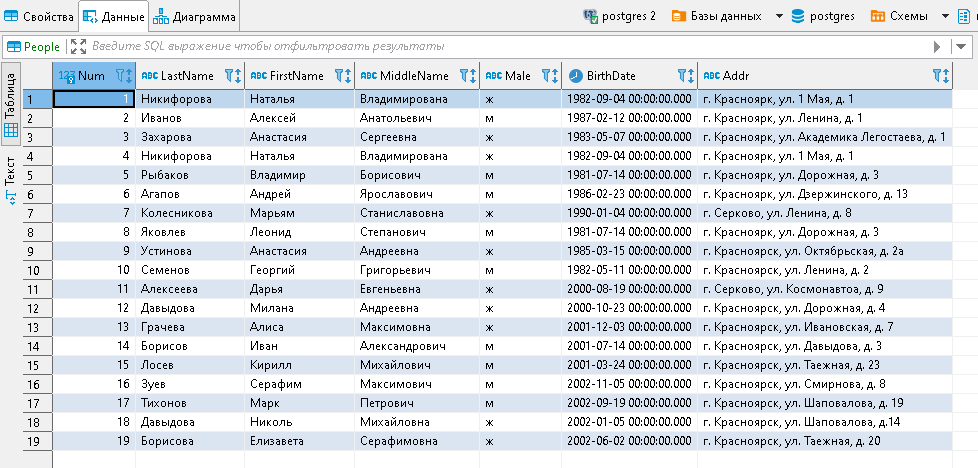 Свойства Данные Диаграмма postgres 2 Базы данных postgres Схемы
People Введите SQL выражение чтобы отфильтровать результаты
Таблица
Текст
123 Num ABC LastName ABC FirstName ABC MiddleName ABC Male BirthDate ABC Addr
1 1 Никифорова Наталья Владимирована ж 1982-09-04 00:00:00.000 г. Красноярк, ул. 1 Мая, д. 1
2 2 Иванов Алексей Анатольевич м 1987-02-12 00:00:00.000 г. Красноярк, ул. Ленина, д. 1
3 3 Захарова Анастасия Сергеевна ж 1983-05-07 00:00:00.000 г. Красноярк, ул. Академика Легостаева, д. 1
4 4 Никифорова Наталья Владимирована ж 1982-09-04 00:00:00.000 г. Красноярк, ул. 1 Мая, д. 1
5 5 Рыбаков Владимир Борисович м 1981-07-14 00:00:00.000 г. Красноярк, ул. Дорожная, д. 3
6 6 Агапов Андрей Ярославович м 1986-02-23 00:00:00.000 г. Красноярк, ул. Дзержинского, д. 13
7 7 Колесникова Марьям Станиславовна ж 1990-01-04 00:00:00.000 г. Серково, ул. Ленина, д. 8
8 8 Яковлев Леонид Степанович м 1981-07-14 00:00:00.000 г. Красноярк, ул. Дорожная, д. 3
9 9 Устинова Анастасия Андреевна ж 1985-03-15 00:00:00.000 г. Красноярск, ул. Октябрьская, д. 2а
10 10 Семенов Георгий Григорьевич м 1982-05-11 00:00:00.000 г. Красноярск, ул. Ленина, д. 2
11 11 Алексеева Дарья Евгеньевна ж 2000-08-19 00:00:00.000 г. Серково, ул. Космонавтоа, д. 9
12 12 Давыдова Милана Андреевна ж 2000-10-23 00:00:00.000 г. Красноярск, ул. Дорожная, д. 4
13 13 Грачева Алиса Максимовна ж 2001-12-03 00:00:00.000 г. Красноярск, ул. Ивановская, д. 7
14 14 Борисов Иван Александрович м 2001-07-14 00:00:00.000 г. Красноярск, ул. Давыдова, д. 3
15 15 Лосев Кирилл Михайлович м 2001-03-24 00:00:00.000 г. Красноярск, ул. Таежная, д. 23
16 16 Зуев Серафим Максимович м 2002-11-05 00:00:00.000 г. Красноярск, ул. Смирнова, д. 8
17 17 Тихонов Марк Петрович м 2002-09-19 00:00:00.000 г. Красноярск, ул. Шаповалова, д. 19
18 18 Давыдова Николь Михайловна ж 2002-01-05 00:00:00.000 г. Красноярск, ул. Шаповалова, д.14
19 19 Борисова Елизавета Серафимовна ж 2002-06-02 00:00:00.000 г. Красноярск, ул. Таежная, д. 20